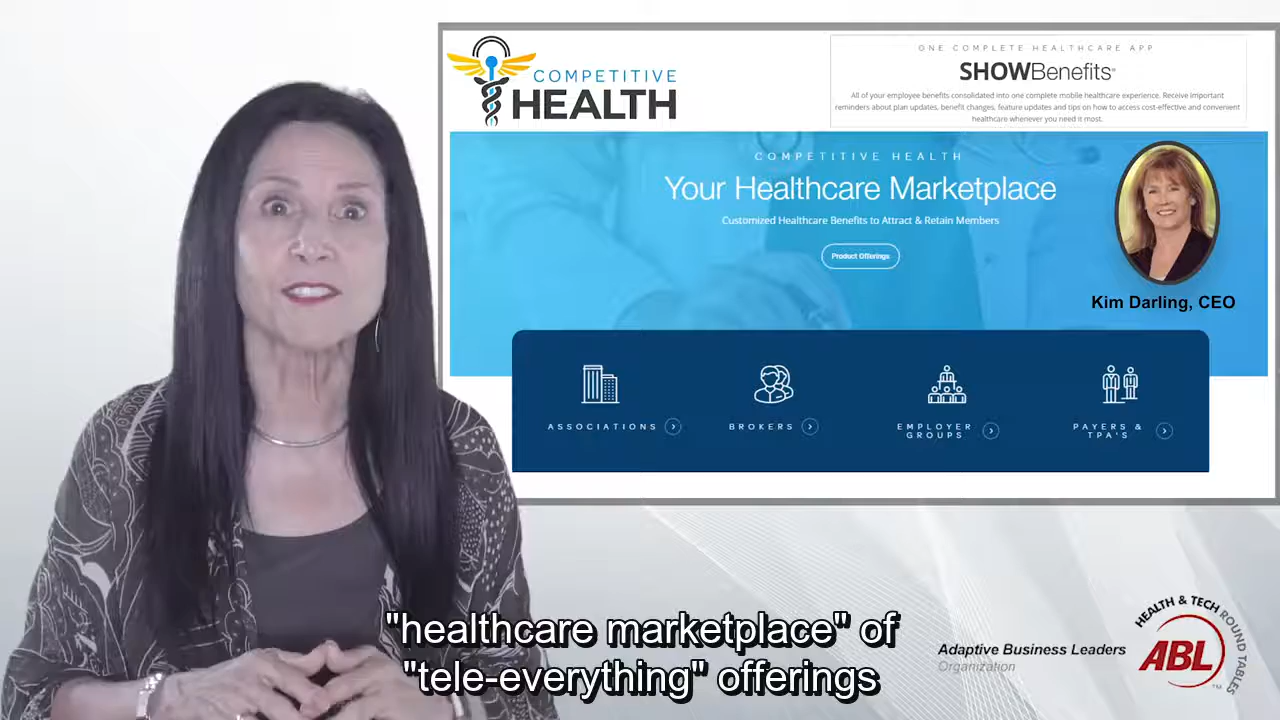 COMPETITIVE
HEALTH
ONE COMPLETE HEALTHCARE APP
SHOWBenefits
All of your employee benefits consolidated into one complete mobile healthcare experience. Receive important
reminders about plan updates, benefit changes, feature updates and tips on how to access cost-effective and convenient
healthcare whenever you need it most.
COMPETITIVE HEALTH
Your Healthcare Marketplace
Customized Healthcare Benefits to Attract & Retain Members
Product Offerings
Kim Darling, CEO
ASSOCIATIONS
BROKERS
EMPLOYER
GROUPS
PAYERS &
TPA'S
"healthcare marketplace" of
"tele-everything" offerings
Adaptive Business Leaders
Organization
HEALTH & TECH ROUND TABLES
ABL
TM